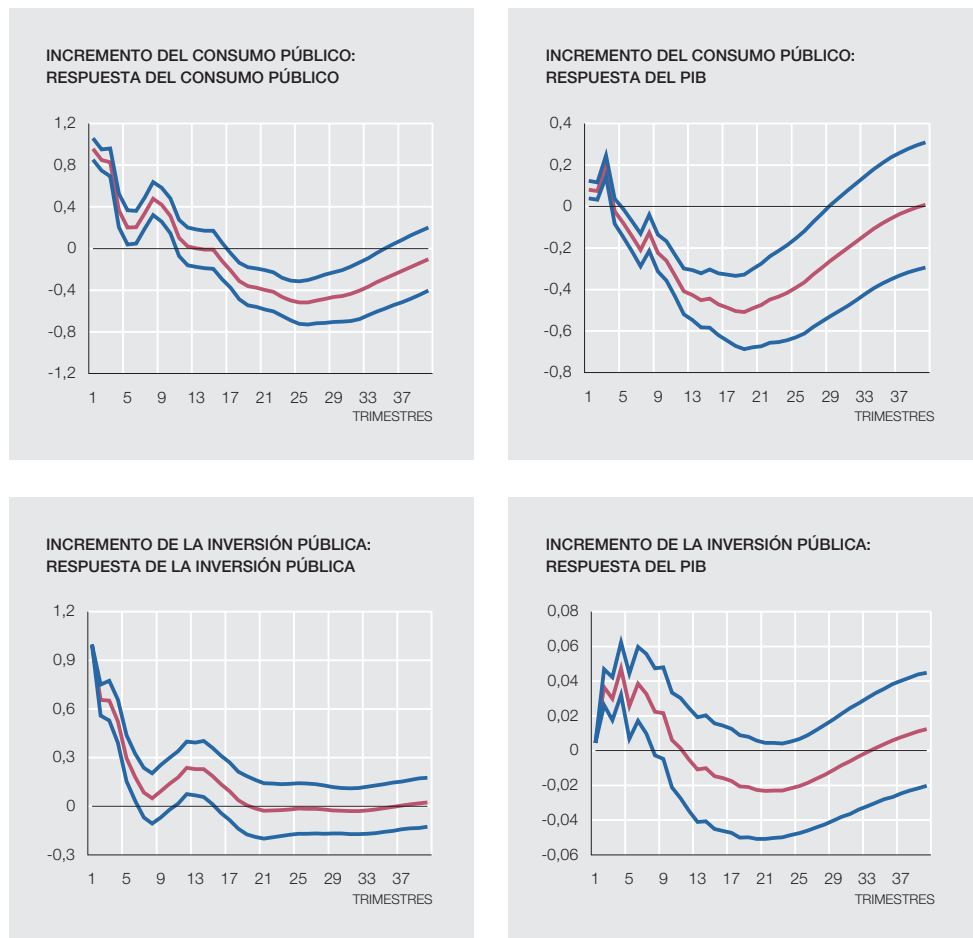 INCREMENTO DEL CONSUMO PÚBLICO:
RESPUESTA DEL CONSUMO PÚBLICO
1,2
0,8
0,4
0
-0,4
-0,8
-1,2
1 5 9 13 17 21 25 29 33 37
TRIMESTRES
INCREMENTO DEL CONSUMO PÚBLICO:
RESPUESTA DEL PIB
0,4
0,2
0
-0,2
-0,4
-0,6
-0,8
1 5 9 13 17 21 25 29 33 37
TRIMESTRES
INCREMENTO DE LA INVERSIÓN PÚBLICA:
RESPUESTA DE LA INVERSIÓN PÚBLICA
1,2
0,9
0,6
0,3
0
-0,3
1 5 9 13 17 21 25 29 33 37
TRIMESTRES
INCREMENTO DE LA INVERSIÓN PÚBLICA:
RESPUESTA DEL PIB
0,08
0,06
0,04
0,02
0
-0,02
-0,04
-0,06
1 5 9 13 17 21 25 29 33 37
TRIMESTRES